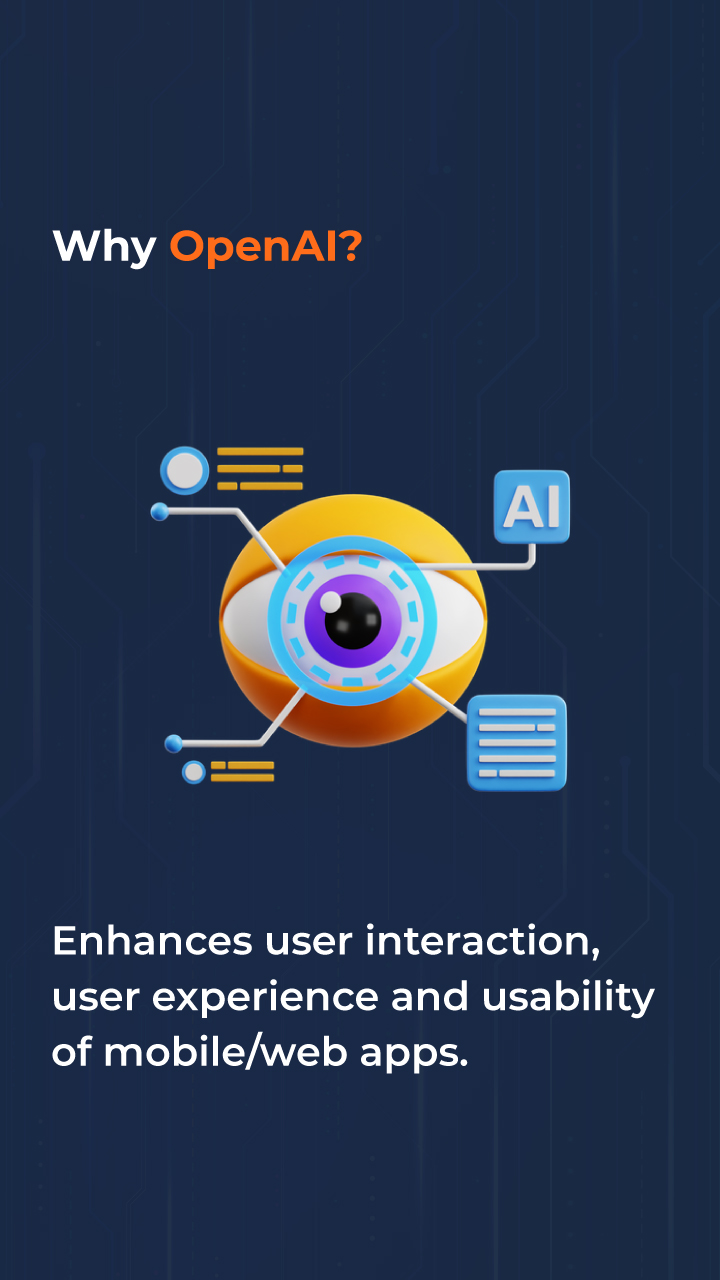 Why OpenAI?
AI
Enhances user interaction,
user experience and usability
of mobile/web apps.